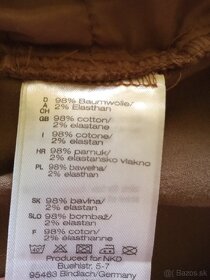 D
A
CH
98% Baumwolle/
2% Elasthan
GB
98% cotton/
2% elastane
I
98% cotone/
2% elastane
HR
98% pamuk/
2% elastansko vlakno
PL
98% bawełna/
2% elastan
SK
98% bavlna/
2% elastan
SLO
98% bombaž/
2% elastan
F
98% coton/
2% elasthanne
Produced for NKD
Buehlstr. 5-7
95463 Bindlach/Germany
bazos.sk